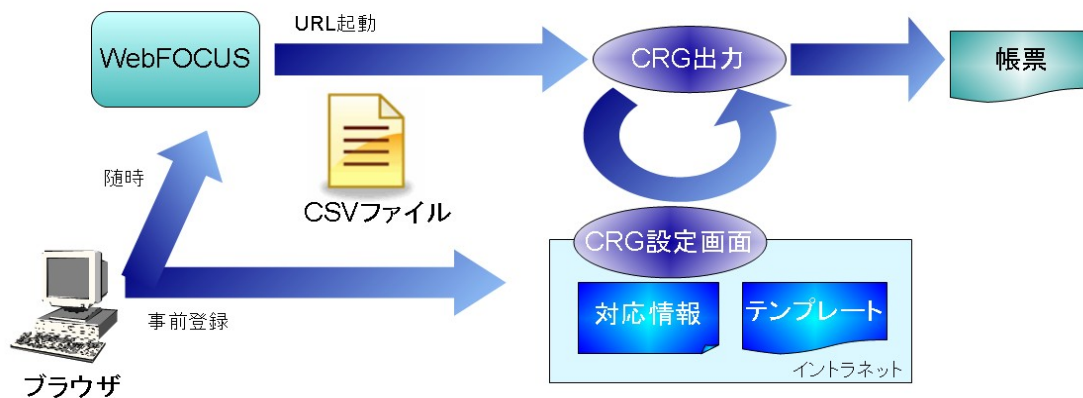 URL起動
WebFOCUS
CRG出力
帳票
随時
CSVファイル
CRG設定画面
対応情報
テンプレート
事前登録
イントラネット
ブラウザ